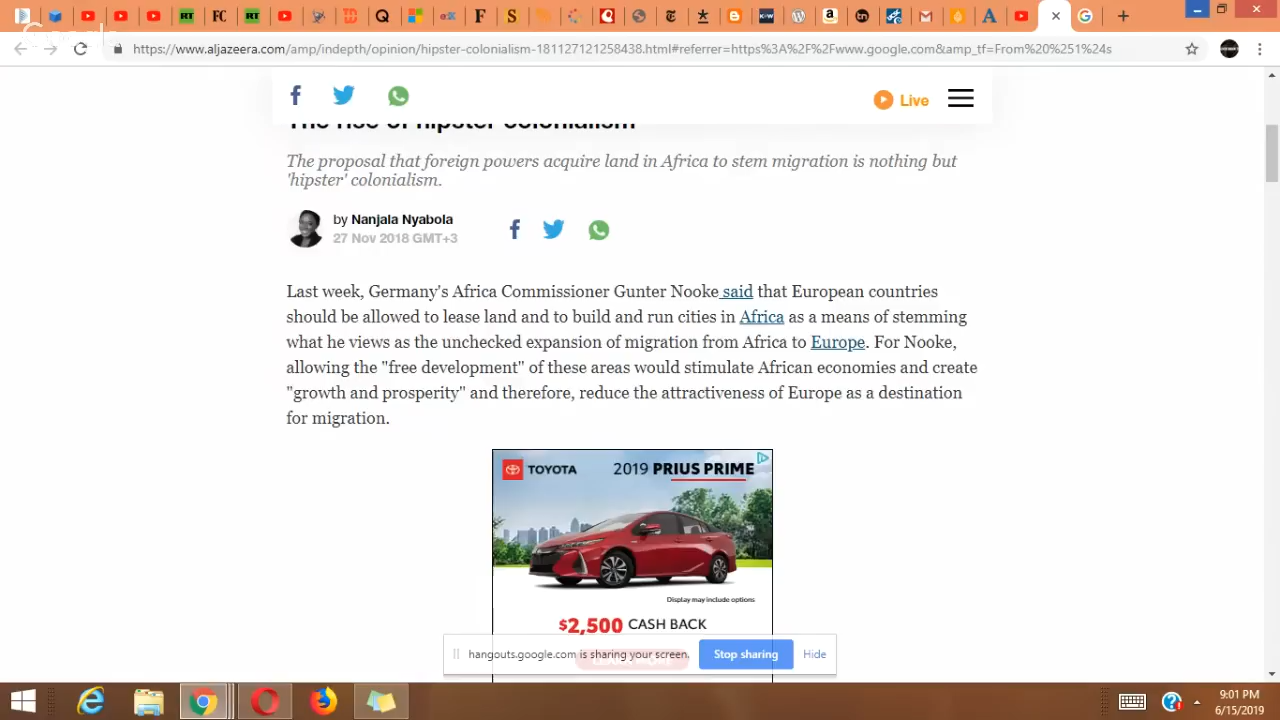 https://www.aljazeera.com/amp/indepth/opinion/hipster-colonialism-181127121258438.html#referrer=https%3A%2F%2Fwww.google.com&amp_tf=From%20%251%24s
Live
The rise of hipster colonialism
The proposal that foreign powers acquire land in Africa to stem migration is nothing but
'hipster' colonialism.
by Nanjala Nyabola
27 Nov 2018 GMT+3
Last week, Germany's Africa Commissioner Gunter Nooke said that European countries
should be allowed to lease land and to build and run cities in Africa as a means of stemming
what he views as the unchecked expansion of migration from Africa to Europe. For Nooke,
allowing the "free development" of these areas would stimulate African economies and create
"growth and prosperity" and therefore, reduce the attractiveness of Europe as a destination
for migration.
TOYOTA
2019 PRIUS PRIME
Display may include options
$2,500 CASH BACK
hangouts.google.com is sharing your screen.
Stop sharing
Hide
9:01 PM
6/15/2019